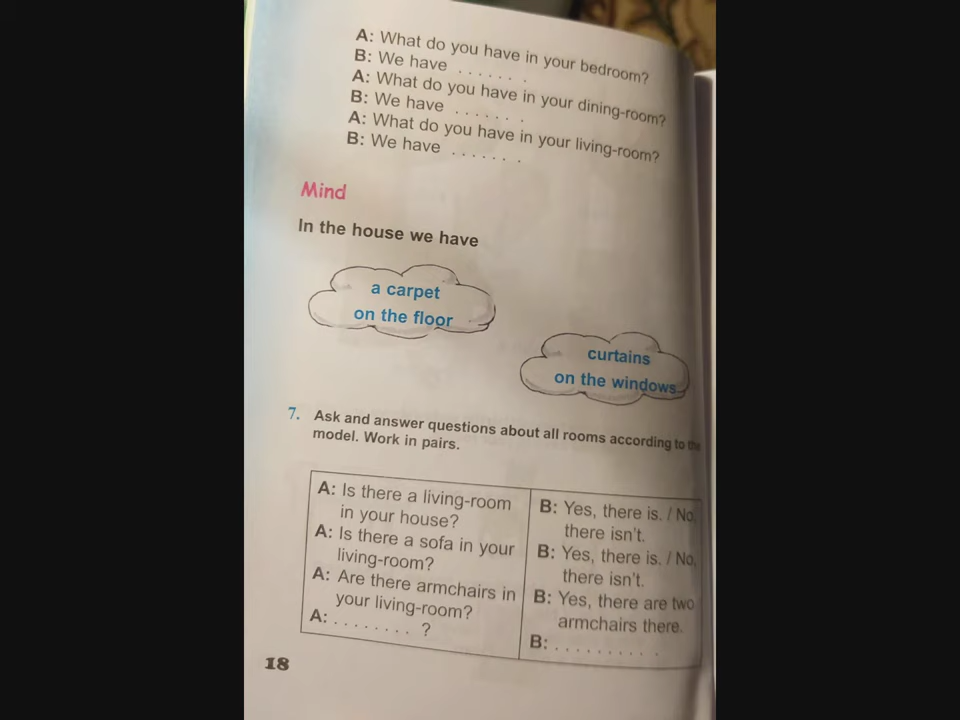 A: What do you have in your bedroom?
B: We have . . . . . . .
A: What do you have in your dining-room?
B: We have . . . . . . .
A: What do you have in your living-room?
B: We have . . . . . . .
Mind
In the house we have
a carpet
on the floor
curtains
on the windows
7. Ask and answer questions about all rooms according to the
model. Work in pairs.
A: Is there a living-room
in your house?
A: Is there a sofa in your
living-room?
A: Are there armchairs in
your living-room?
A: . . . . . . . . ?
B: Yes, there is. / No,
there isn't.
B: Yes, there is. / No,
there isn't.
B: Yes, there are two
armchairs there.
B: . . . . . . . . . .
18